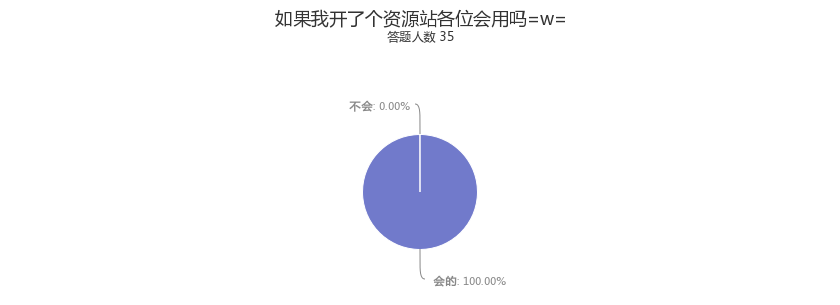 如果我开了个资源站各位会用吗=w=
答题人数 35
不会: 0.00%
会的: 100.00%